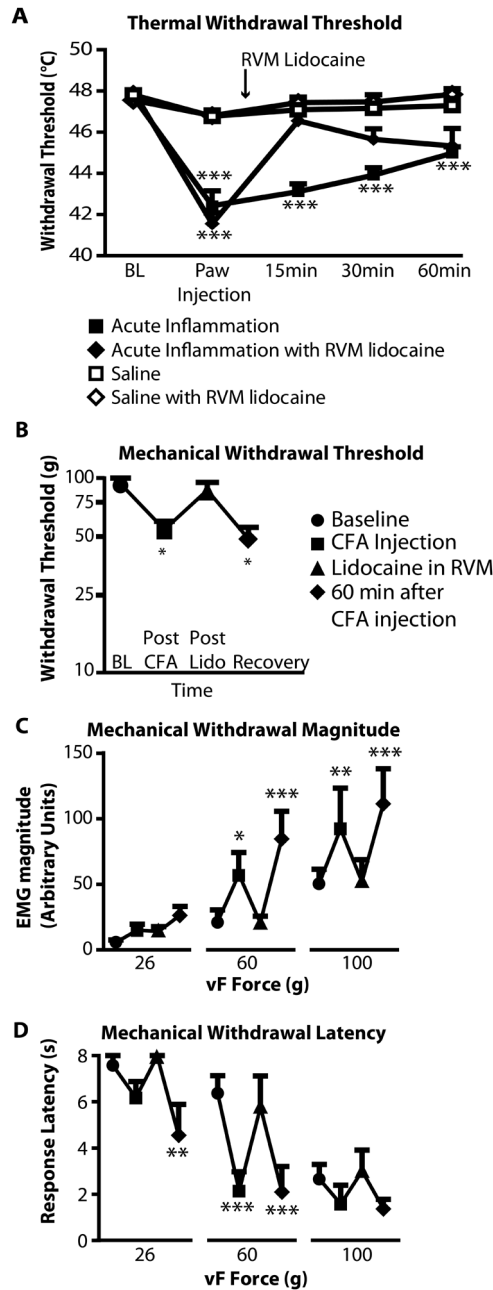 A
Thermal Withdrawal Threshold
RVM Lidocaine
Withdrawal Threshold (°C)
50
48
46
44
42
40
***
***
***
***
***
BL
Paw Injection
15min
30min
60min
Acute Inflammation
Acute Inflammation with RVM lidocaine
Saline
Saline with RVM lidocaine
B
Mechanical Withdrawal Threshold
Withdrawal Threshold (g)
100
75
50
25
10
*
*
BL
Post CFA
Post Lido
Recovery
Time
Baseline
CFA Injection
Lidocaine in RVM
60 min after
CFA injection
C
Mechanical Withdrawal Magnitude
EMG magnitude
(Arbitrary Units)
150
100
50
0
*
***
**
***
26
60
100
vF Force (g)
D
Mechanical Withdrawal Latency
Response Latency (s)
8
6
4
2
0
**
***
***
26
60
100
vF Force (g)